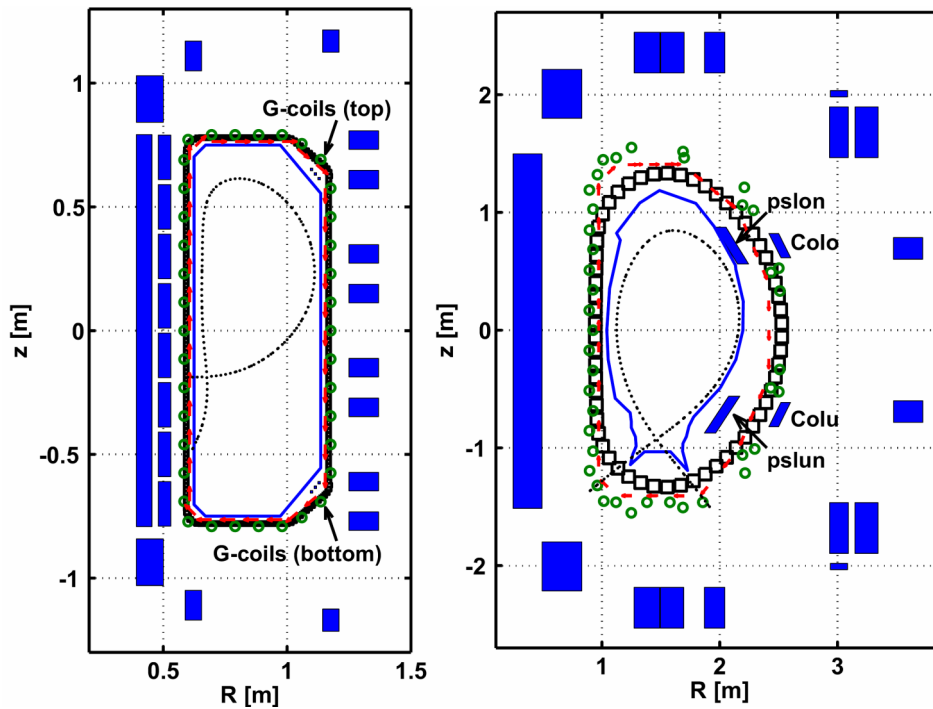 G-coils (top)
G-coils (bottom)
1
0.5
0
-0.5
-1
z [m]
0.5
1
1.5
R [m]
pslon
Colo
Colu
pslun
2
1
0
-1
-2
z [m]
1
2
3
R [m]